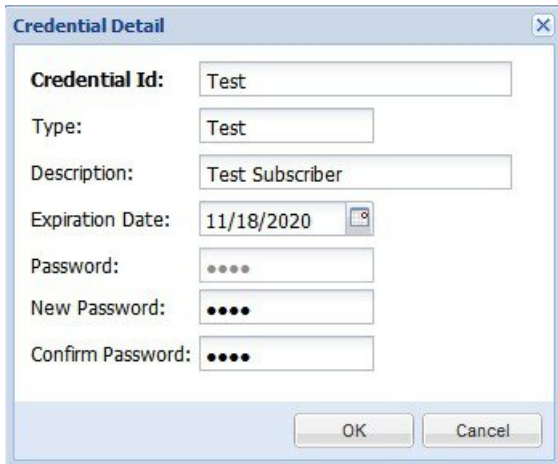 Credential Detail
Credential Id: Test
Type: Test
Description: Test Subscriber
Expiration Date: 11/18/2020
Password: ••••
New Password: ••••
Confirm Password: ••••
OK Cancel